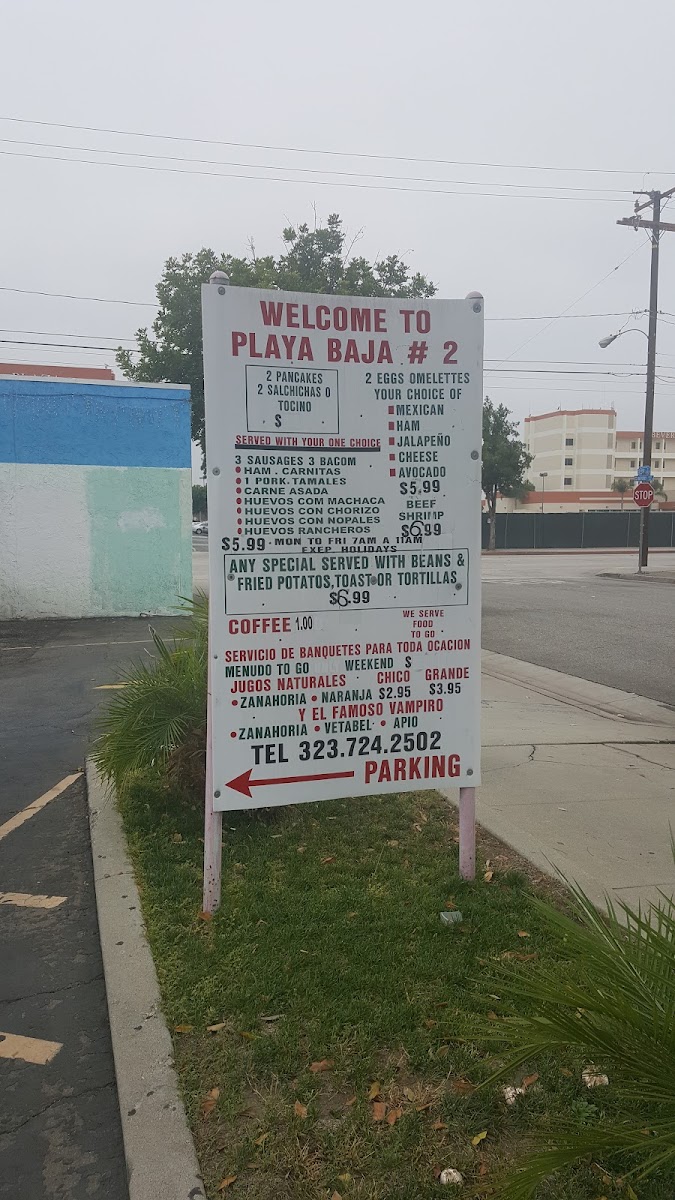 WELCOME TO
PLAYA BAJA # 2
2 PANCAKES
2 SALCHICHAS O
TOCINO
$
SERVED WITH YOUR ONE CHOICE
3 SAUSAGES 3 BACOM
HAM . CARNITAS
1 PORK. TAMALES
CARNE ASADA
HUEVOS COM MACHACA
HUEVOS CON CHORIZO
HUEVOS CON NOPALES
HUEVOS RANCHEROS
$5.99 - MON TO FRI 7AM A 11AM
EXEP. HOLIDAYS
2 EGGS OMELETTES
YOUR CHOICE OF
MEXICAN
HAM
JALAPEÑO
CHEESE
AVOCADO
$5.99
BEEF
SHRIMP
$6.99
ANY SPECIAL SERVED WITH BEANS &
FRIED POTATOS, TOAST OR TORTILLAS
$6.99
COFFEE 1.00
WE SERVE
FOOD
TO GO
SERVICIO DE BANQUETES PARA TODA OCACION
MENUDO TO GO WEEKEND $
JUGOS NATURALES CHICO GRANDE
• ZANAHORIA • NARANJA $2.95 $3.95
Y EL FAMOSO VAMPIRO
• ZANAHORIA • VETABEL • APIO
TEL 323.724.2502
PARKING
STOP